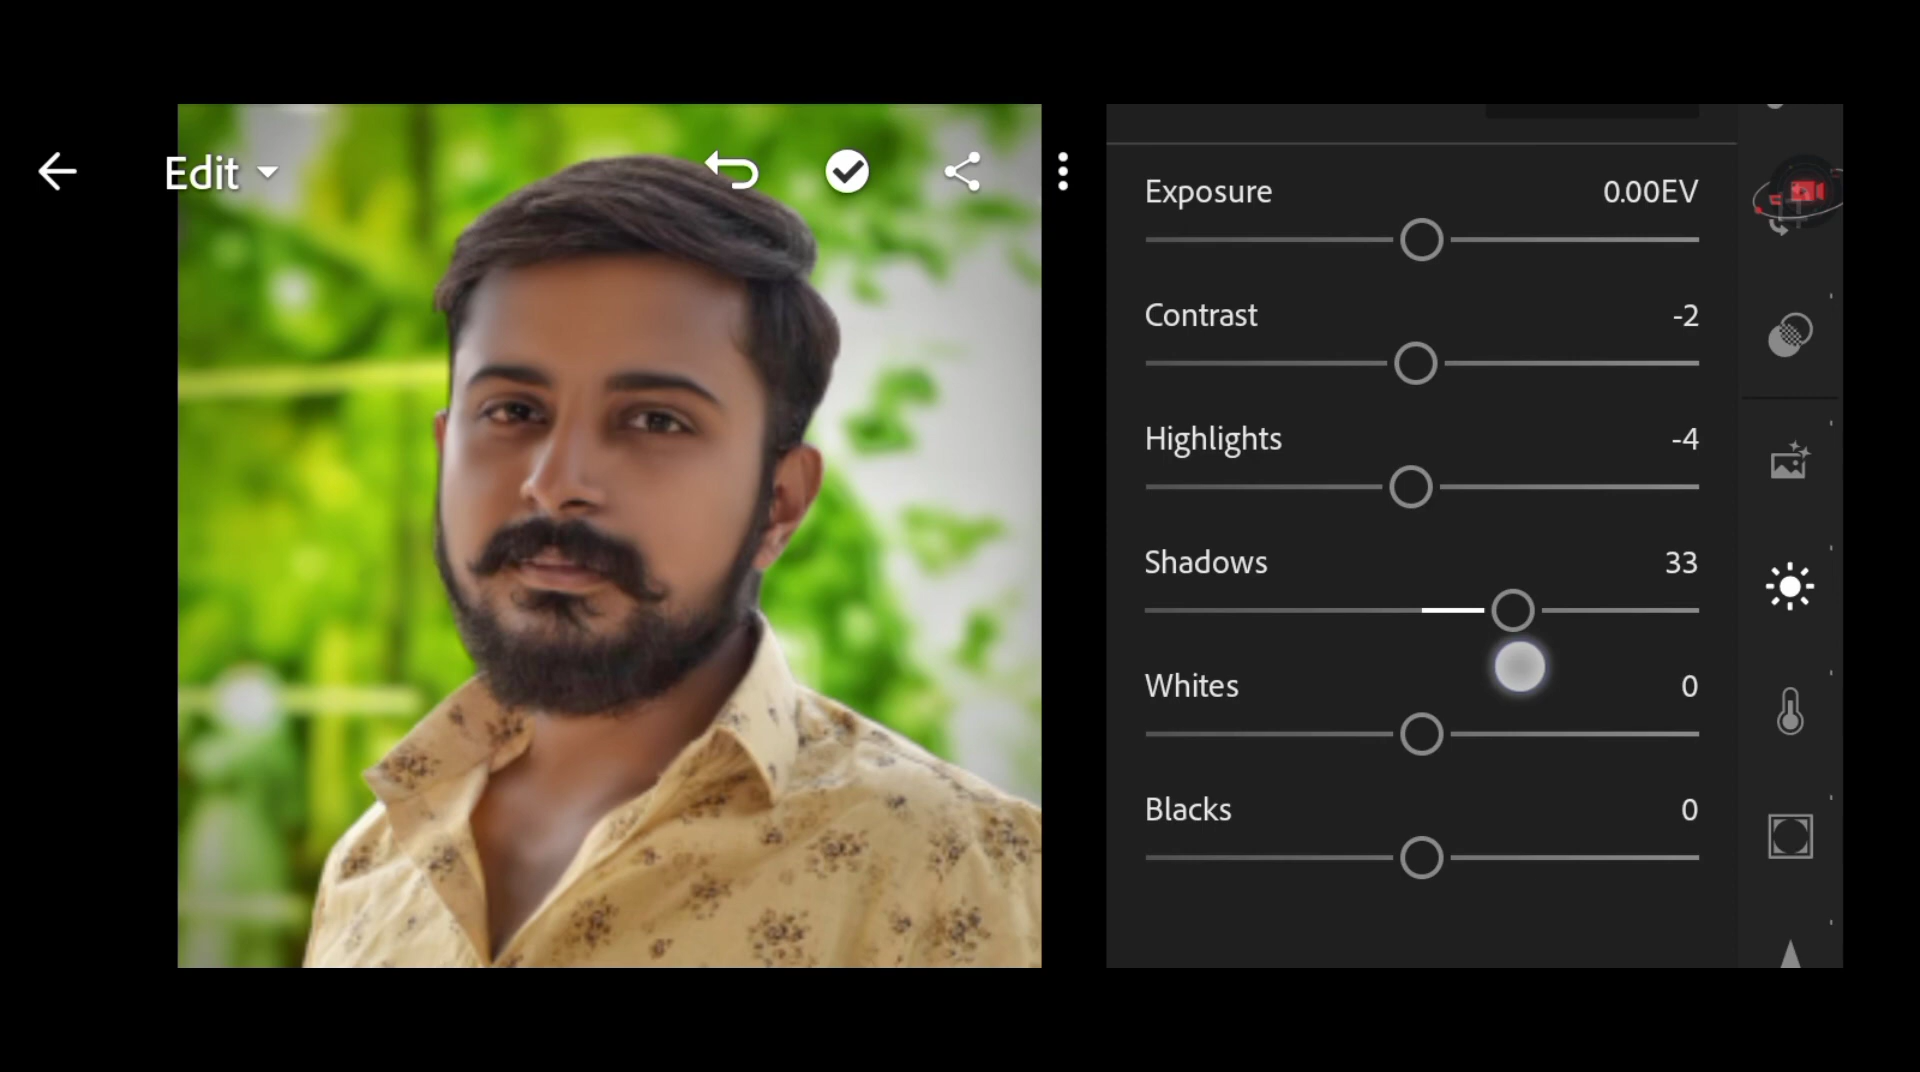 Edit
Exposure 0.00EV
Contrast -2
Highlights -4
Shadows 33
Whites 0
Blacks 0